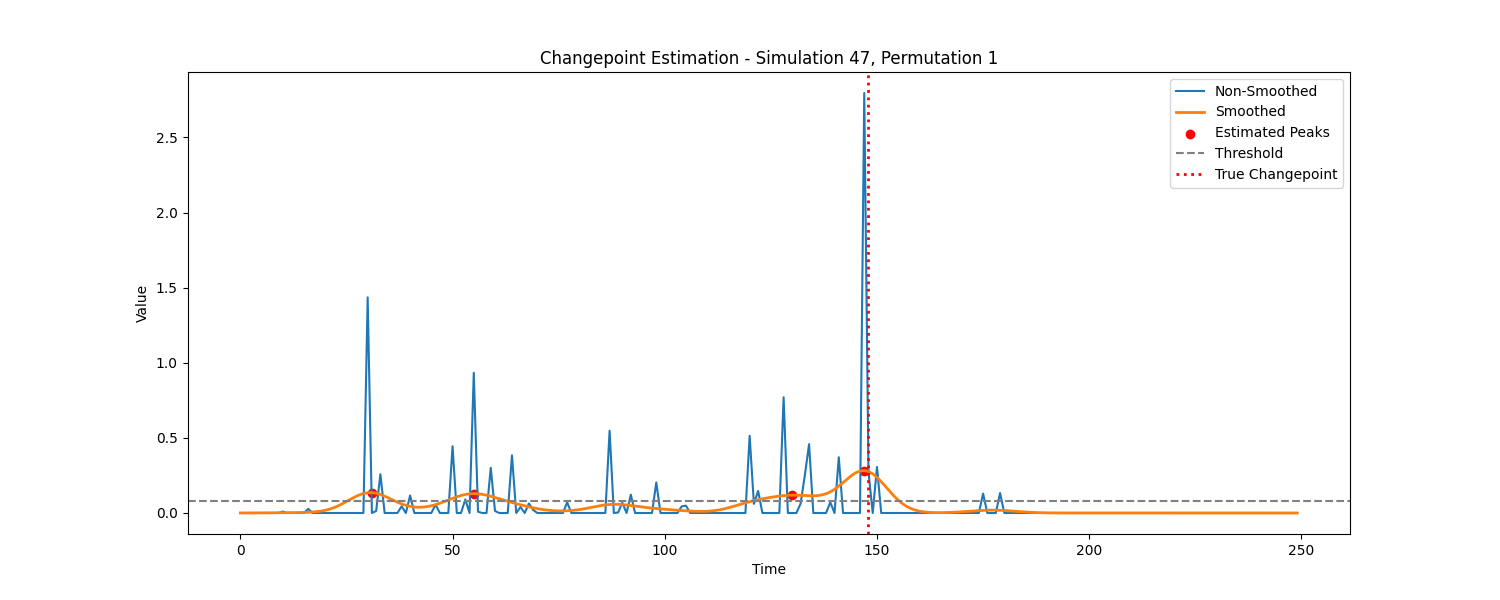 Changepoint Estimation - Simulation 47, Permutation 1
Non-Smoothed
Smoothed
Estimated Peaks
Threshold
True Changepoint
Value
2.5
2.0
1.5
1.0
0.5
0.0
0
50
100
150
200
250
Time